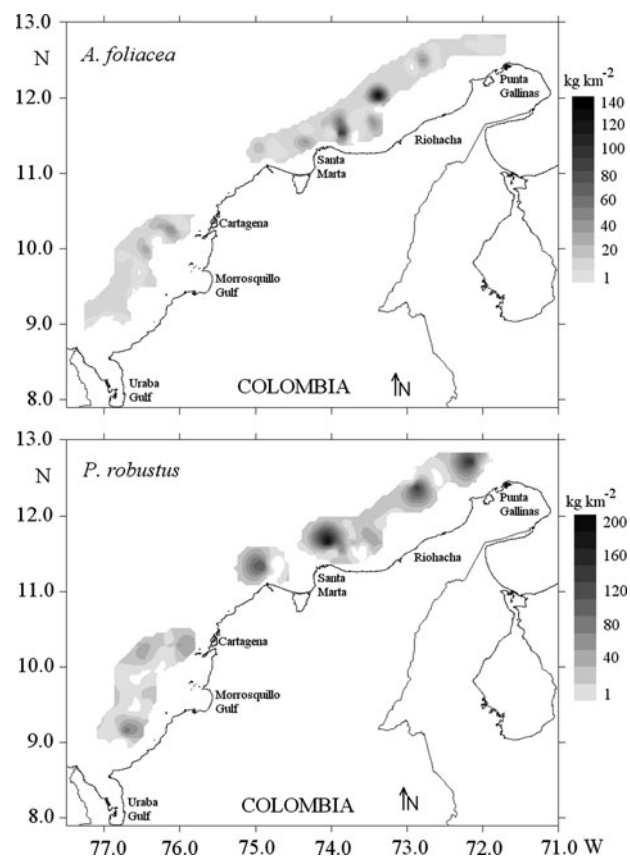 13.0
N
A. foliacea
12.0
11.0
10.0
9.0
8.0
Punta
Gallinas
Riohacha
Santa
Marta
Cartagena
Morrosquillo
Gulf
Uraba
Gulf
COLOMBIA
N
kg km-2
140
120
100
80
60
40
20
1
13.0
N
P. robustus
12.0
11.0
10.0
9.0
8.0
Punta
Gallinas
Riohacha
Santa
Marta
Cartagena
Morrosquillo
Gulf
Uraba
Gulf
COLOMBIA
N
kg km-2
200
160
120
80
40
1
77.0 76.0 75.0 74.0 73.0 72.0 71.0 W